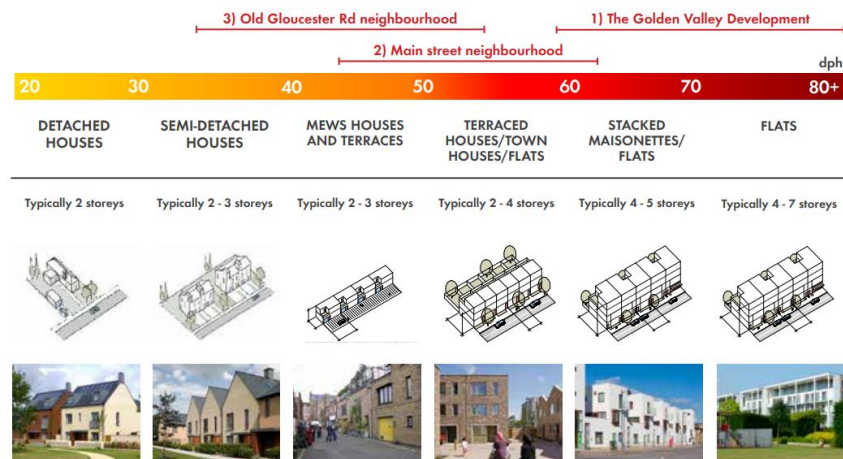 3) Old Gloucester Rd neighbourhood
1) The Golden Valley Development
2) Main street neighbourhood
dph
20 30 40 50 60 70 80+
DETACHED
HOUSES
SEMI-DETACHED
HOUSES
MEWS HOUSES
AND TERRACES
TERRACED
HOUSES/TOWN
HOUSES/FLATS
STACKED
MAISONETTES/
FLATS
FLATS
Typically 2 storeys
Typically 2 - 3 storeys
Typically 2 - 3 storeys
Typically 2 - 4 storeys
Typically 4 - 5 storeys
Typically 4 - 7 storeys